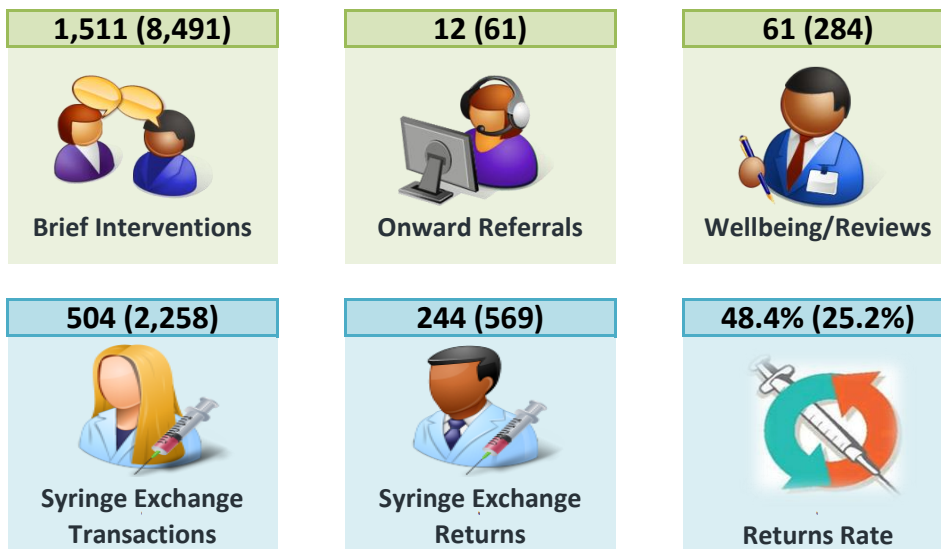 1,511 (8,491)
12 (61)
61 (284)
Brief Interventions
Onward Referrals
Wellbeing/Reviews
504 (2,258)
244 (569)
48.4% (25.2%)
Syringe Exchange
Transactions
Syringe Exchange
Returns
Returns Rate